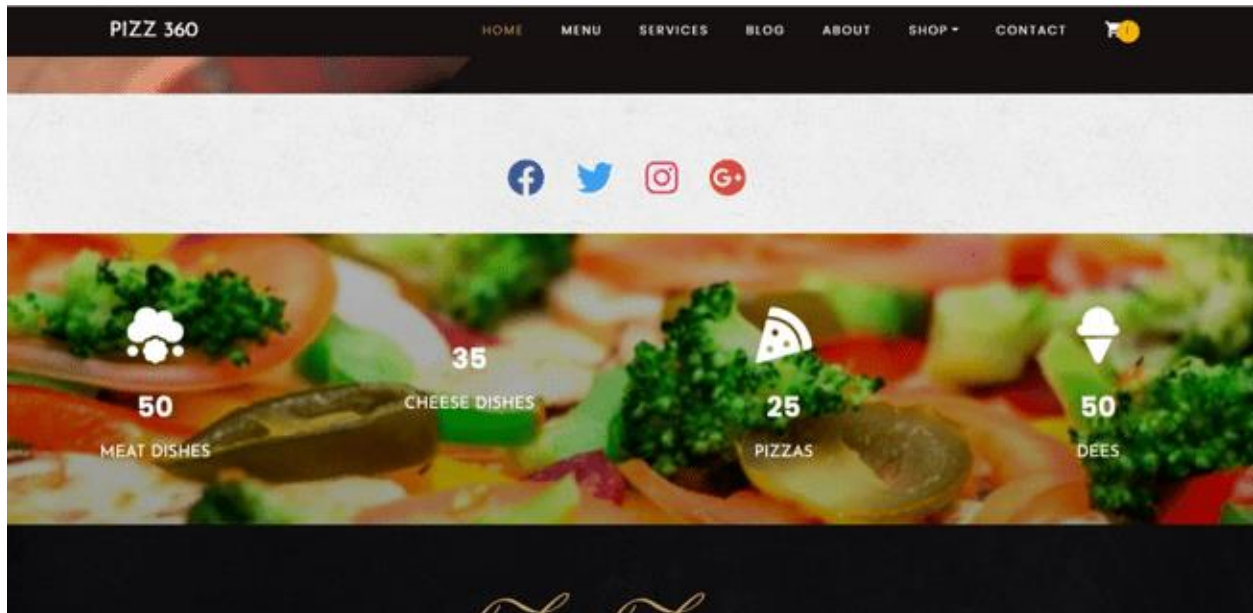 PIZZ 360
HOME MENU SERVICES BLOG ABOUT SHOP CONTACT
35
CHEESE DISHES
50
MEAT DISHES
25
PIZZAS
50
DEES